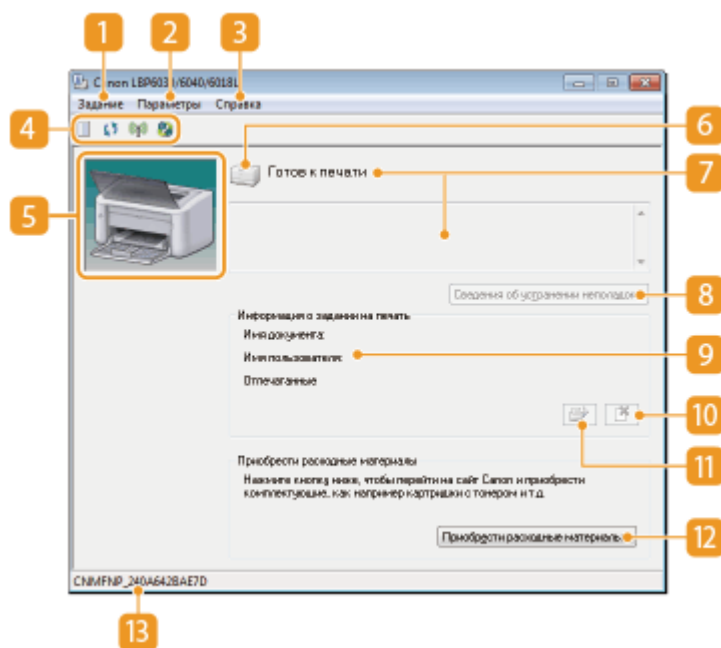 1 2 3
Canon LBP6030/6040/6018L
Задание Параметры Справка
4
5
6
Готов к печати
7
Сведения об устранении неполадок
8
Информация о задании на печать
Имя документа:
Имя пользователя:
9
Отпечатанные
10
11
Приобрести расходные материалы
Нажмите кнопку ниже, чтобы перейти на сайт Canon и приобрести
комплектующие, как например картриджи с тонером и т.д.
Приобрести расходные материалы
12
CNMFNP_240A642BAE7D
13